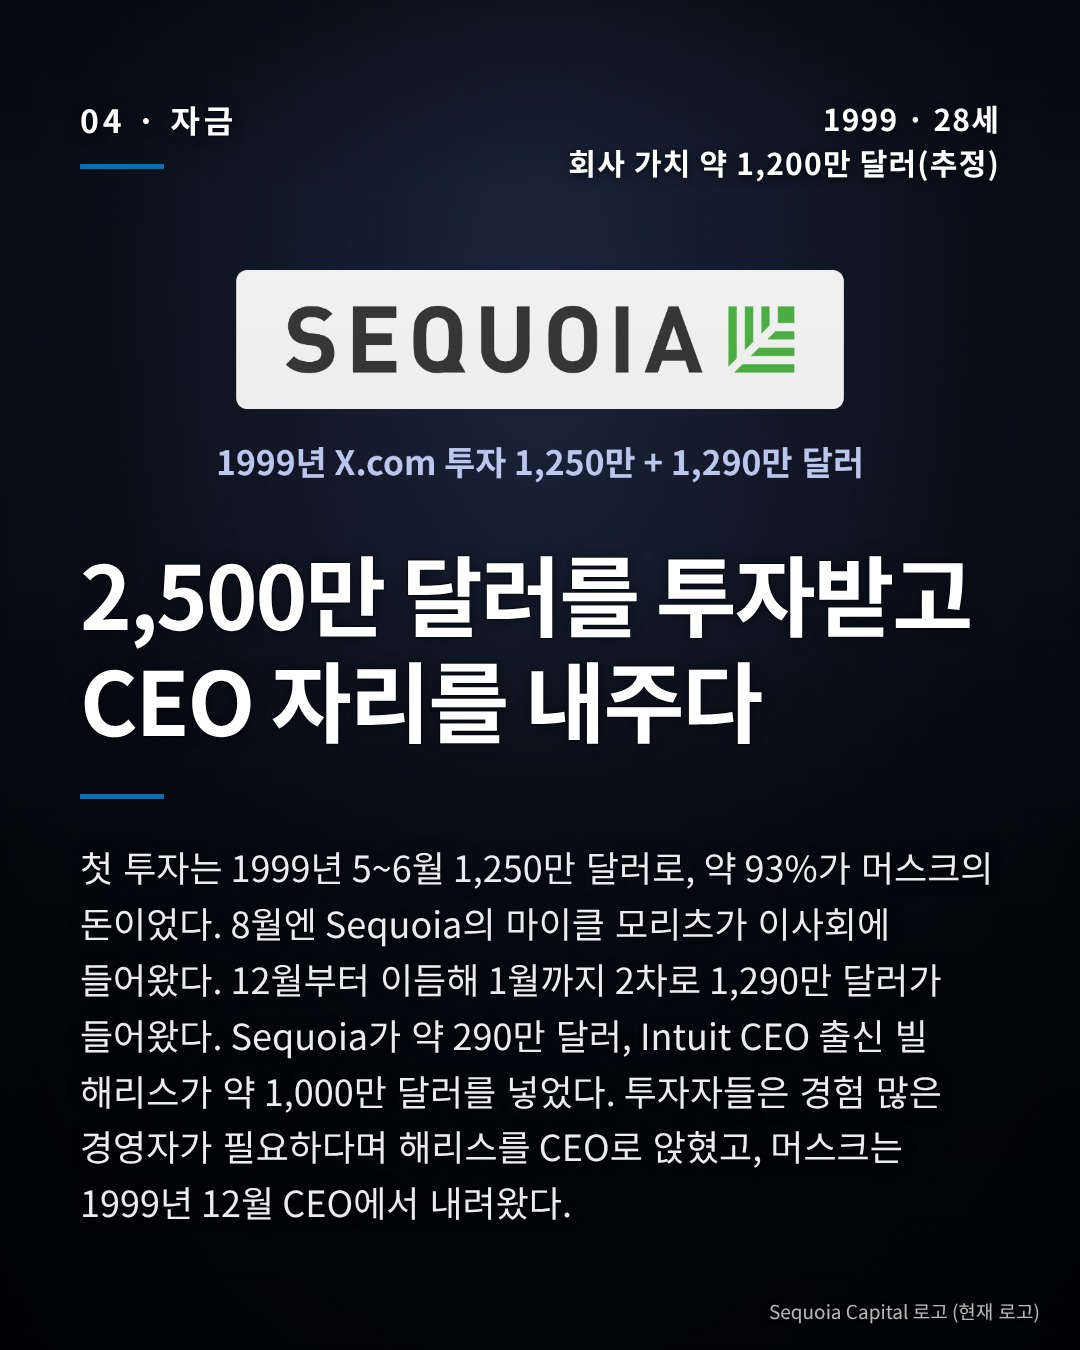 04 · 자금
1999 · 28세
회사 가치 약 1,200만 달러(추정)
SEQUOIA
1999년 X.com 투자 1,250만 + 1,290만 달러
2,500만 달러를 투자받고
CEO 자리를 내주다
첫 투자는 1999년 5~6월 1,250만 달러로, 약 93%가 머스크의
돈이었다. 8월엔 Sequoia의 마이클 모리츠가 이사회에
들어왔다. 12월부터 이듬해 1월까지 2차로 1,290만 달러가
들어왔다. Sequoia가 약 290만 달러, Intuit CEO 출신 빌
해리스가 약 1,000만 달러를 넣었다. 투자자들은 경험 많은
경영자가 필요하다며 해리스를 CEO로 앉혔고, 머스크는
1999년 12월 CEO에서 내려왔다.
Sequoia Capital 로고 (현재 로고)